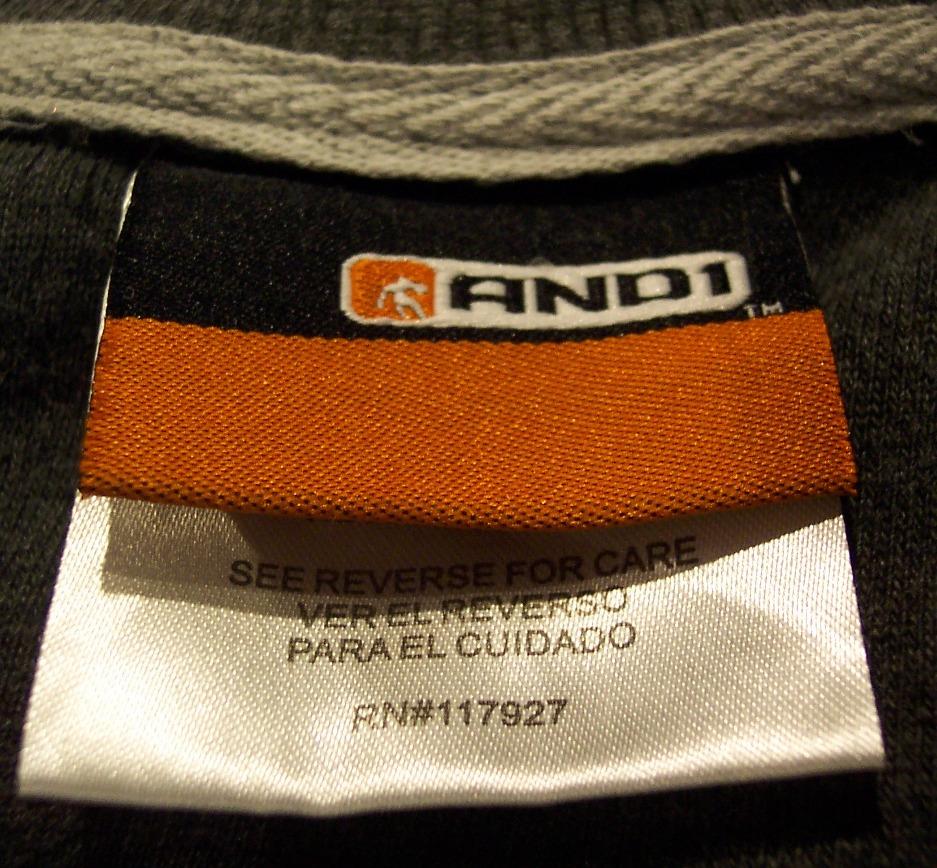 AND1
TM
SEE REVERSE FOR CARE
VER EL REVERSO
PARA EL CUIDADO
RN#117927